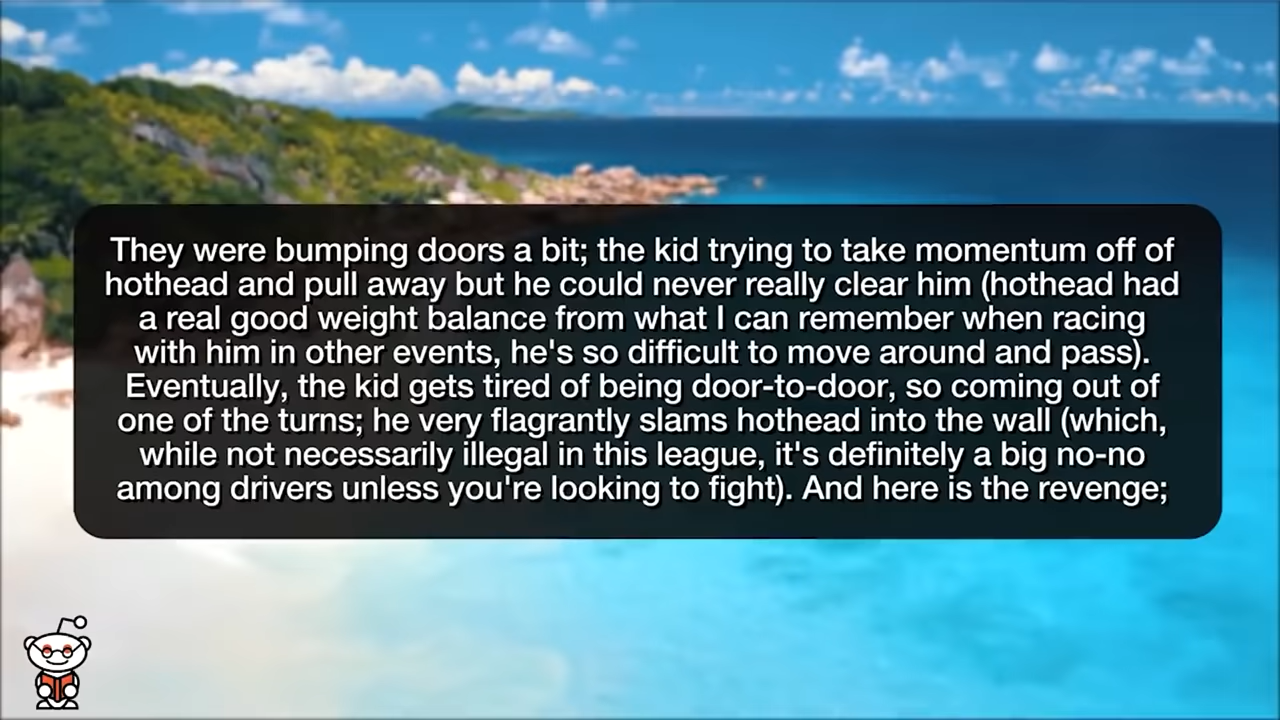 They were bumping doors a bit; the kid trying to take momentum off of
hothead and pull away but he could never really clear him (hothead had
a real good weight balance from what I can remember when racing
with him in other events, he's so difficult to move around and pass).
Eventually, the kid gets tired of being door-to-door, so coming out of
one of the turns; he very flagrantly slams hothead into the wall (which,
while not necessarily illegal in this league, it's definitely a big no-no
among drivers unless you're looking to fight). And here is the revenge;